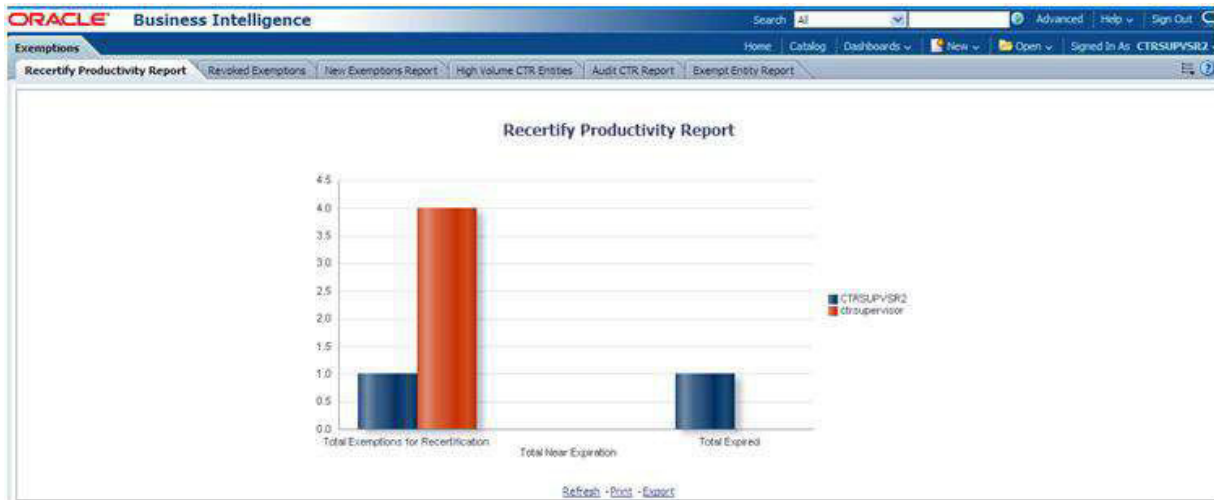 ORACLE Business Intelligence Search All Advanced Help Sign Out
Exemptions Home Catalog Dashboards New Open Signed In As CTRSUPVSR2
Recertify Productivity Report Revoked Exemptions New Exemptions Report High Volume CTR Entities Audit CTR Report Exempt Entity Report
Recertify Productivity Report
4.5
4.0
3.5
3.0
2.5
2.0
1.5
1.0
0.5
0.0
CTRSUPVSR2
ctrsupervisor
Total Exemptions for Recertification
Total Near Expiration
Total Expired
Refresh - Print - Export